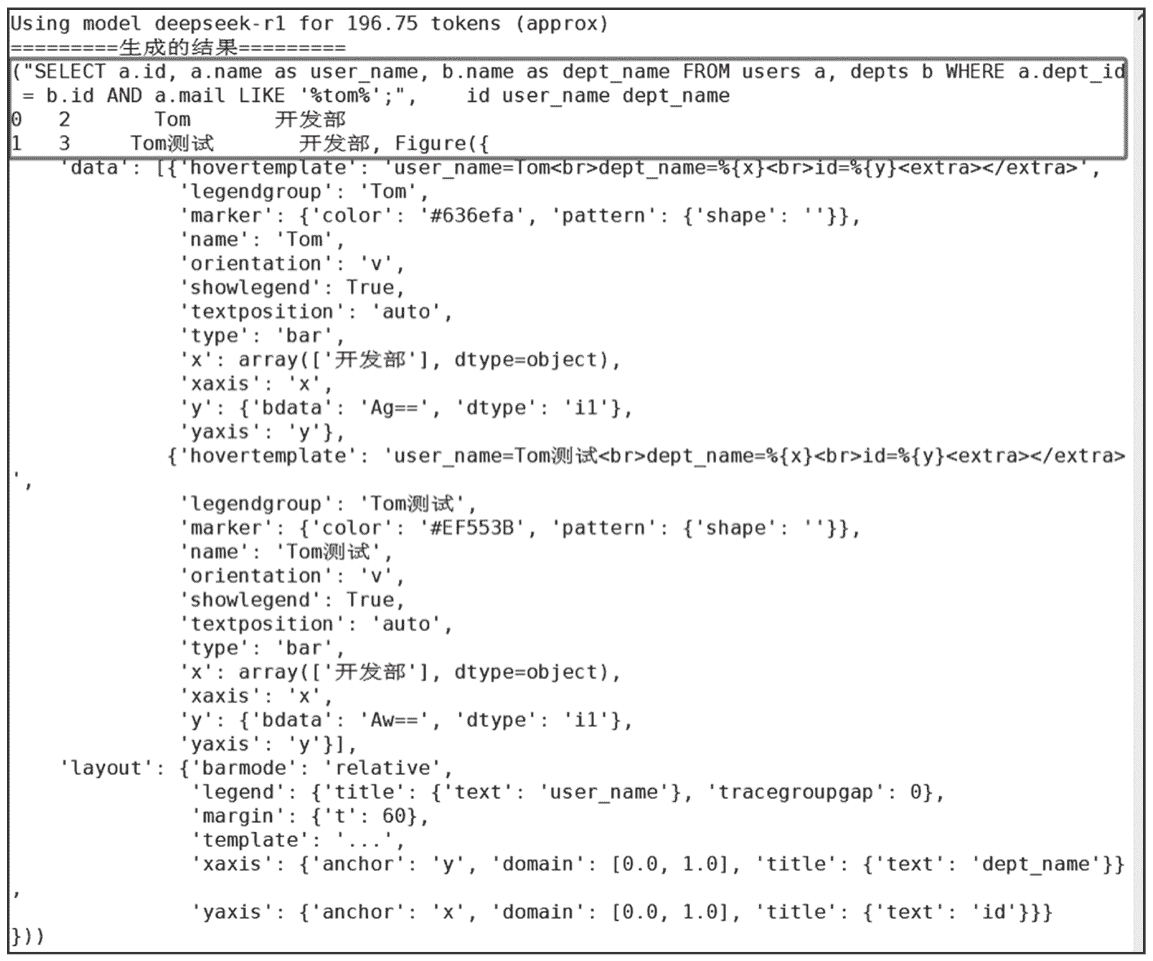 Using model deepseek-r1 for 196.75 tokens (approx)
=========生成的结果=========
("SELECT a.id, a.name as user_name, b.name as dept_name FROM users a, depts b WHERE a.dept_id
 = b.id AND a.mail LIKE '%tom%';",    id user_name dept_name
0   2       Tom       开发部
1   3     Tom测试       开发部, Figure({
    'data': [{'hovertemplate': 'user_name=Tom<br>dept_name=%{x}<br>id=%{y}<extra></extra>',
              'legendgroup': 'Tom',
              'marker': {'color': '#636efa', 'pattern': {'shape': ''}},
              'name': 'Tom',
              'orientation': 'v',
              'showlegend': True,
              'textposition': 'auto',
              'type': 'bar',
              'x': array(['开发部'], dtype=object),
              'xaxis': 'x',
              'y': {'bdata': 'Ag==', 'dtype': 'i1'},
              'yaxis': 'y'},
             {'hovertemplate': 'user_name=Tom测试<br>dept_name=%{x}<br>id=%{y}<extra></extra>
',
              'legendgroup': 'Tom测试',
              'marker': {'color': '#EF553B', 'pattern': {'shape': ''}},
              'name': 'Tom测试',
              'orientation': 'v',
              'showlegend': True,
              'textposition': 'auto',
              'type': 'bar',
              'x': array(['开发部'], dtype=object),
              'xaxis': 'x',
              'y': {'bdata': 'Aw==', 'dtype': 'i1'},
              'yaxis': 'y'}],
    'layout': {'barmode': 'relative',
               'legend': {'title': {'text': 'user_name'}, 'tracegroupgap': 0},
               'margin': {'t': 60},
               'template': '...',
               'xaxis': {'anchor': 'y', 'domain': [0.0, 1.0], 'title': {'text': 'dept_name'}}
,
               'yaxis': {'anchor': 'x', 'domain': [0.0, 1.0], 'title': {'text': 'id'}}}
}))